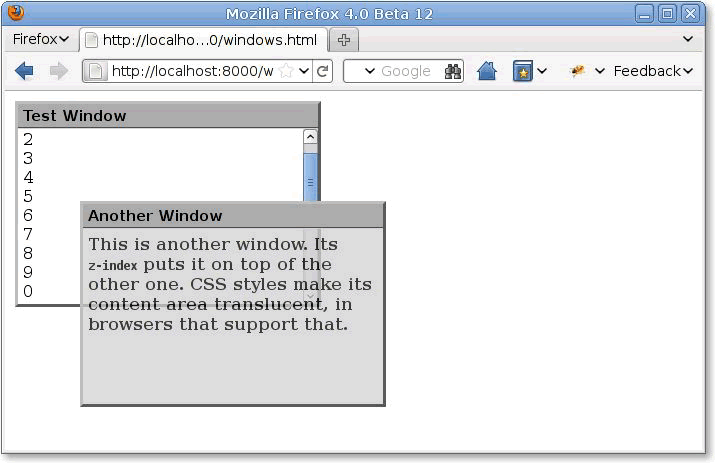 Mozilla Firefox 4.0 Beta 12
Firefox
http://localho...0/windows.html
http://localhost:8000/w
Google
Feedback
Test Window
2
3
4
5
6
7
8
9
0
Another Window
This is another window. Its
z-index puts it on top of the
other one. CSS styles make its
content area translucent, in
browsers that support that.